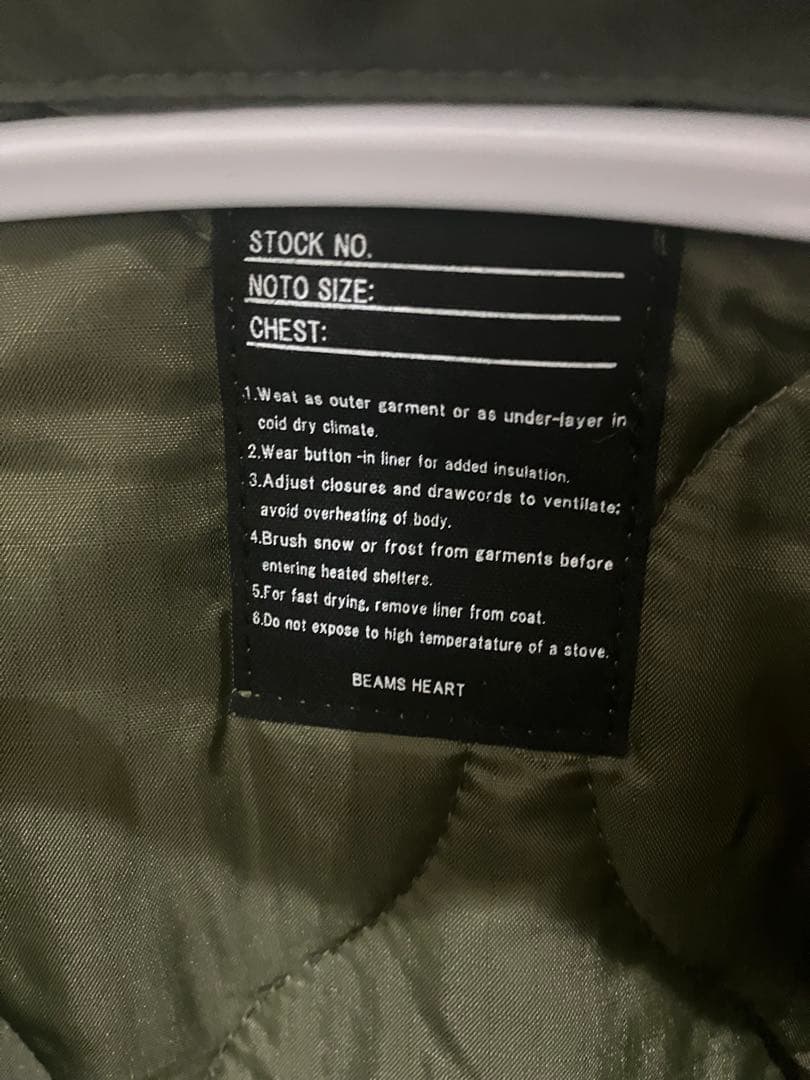 STOCK NO.
NOTO SIZE:
CHEST:
1.Weat as outer garment or as under-layer in
coid dry climate.
2.Wear button -in liner for added insulation.
3.Adjust closures and drawcords to ventilate;
avoid overheating of body.
4.Brush snow or frost from garments before
entering heated shelters.
5.For fast drying, remove liner from coat.
6.Do not expose to high temperatature of a stove.
BEAMS HEART